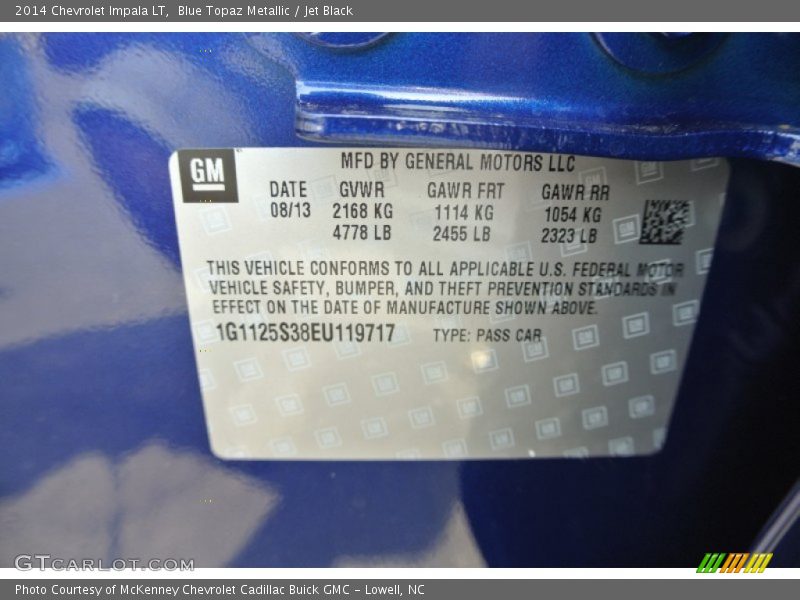 2014 Chevrolet Impala LT, Blue Topaz Metallic / Jet Black
GM
MFD BY GENERAL MOTORS LLC
DATE GVWR GAWR FRT GAWR RR
08/13 2168 KG 1114 KG 1054 KG
4778 LB 2455 LB 2323 LB
THIS VEHICLE CONFORMS TO ALL APPLICABLE U.S. FEDERAL MOTOR
VEHICLE SAFETY, BUMPER, AND THEFT PREVENTION STANDARDS IN
EFFECT ON THE DATE OF MANUFACTURE SHOWN ABOVE.
1G1125S38EU119717 TYPE: PASS CAR
GTCARLOT.COM
Photo Courtesy of McKenney Chevrolet Cadillac Buick GMC - Lowell, NC